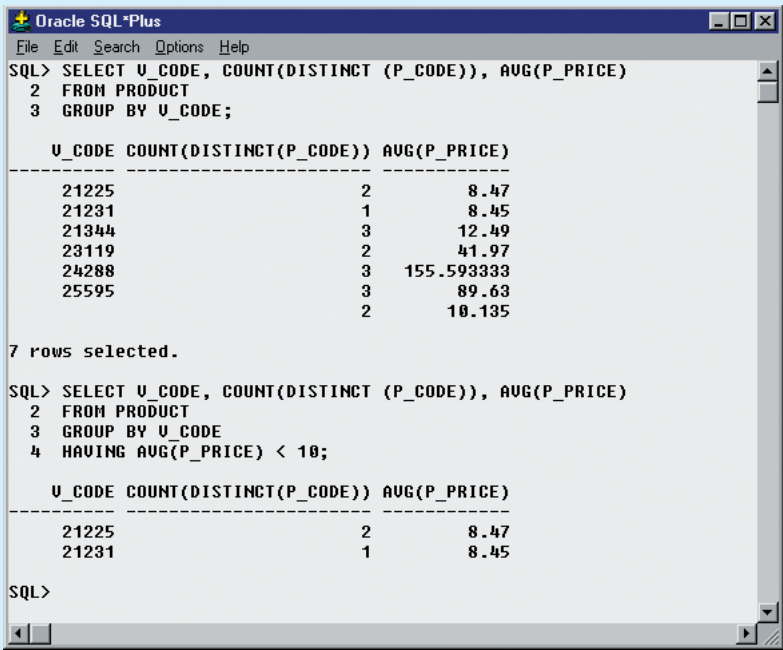 Oracle SQL*Plus
File Edit Search Options Help
SQL> SELECT V_CODE, COUNT(DISTINCT (P_CODE)), AVG(P_PRICE)
2 FROM PRODUCT
3 GROUP BY V_CODE;
V_CODE COUNT(DISTINCT(P_CODE)) AVG(P_PRICE)
---------- ----------------------- ------------
21225 2 8.47
21231 1 8.45
21344 3 12.49
23119 2 41.97
24288 3 155.593333
25595 3 89.63
2 10.135
7 rows selected.
SQL> SELECT V_CODE, COUNT(DISTINCT (P_CODE)), AVG(P_PRICE)
2 FROM PRODUCT
3 GROUP BY V_CODE
4 HAVING AVG(P_PRICE) < 10;
V_CODE COUNT(DISTINCT(P_CODE)) AVG(P_PRICE)
---------- ----------------------- ------------
21225 2 8.47
21231 1 8.45
SQL>